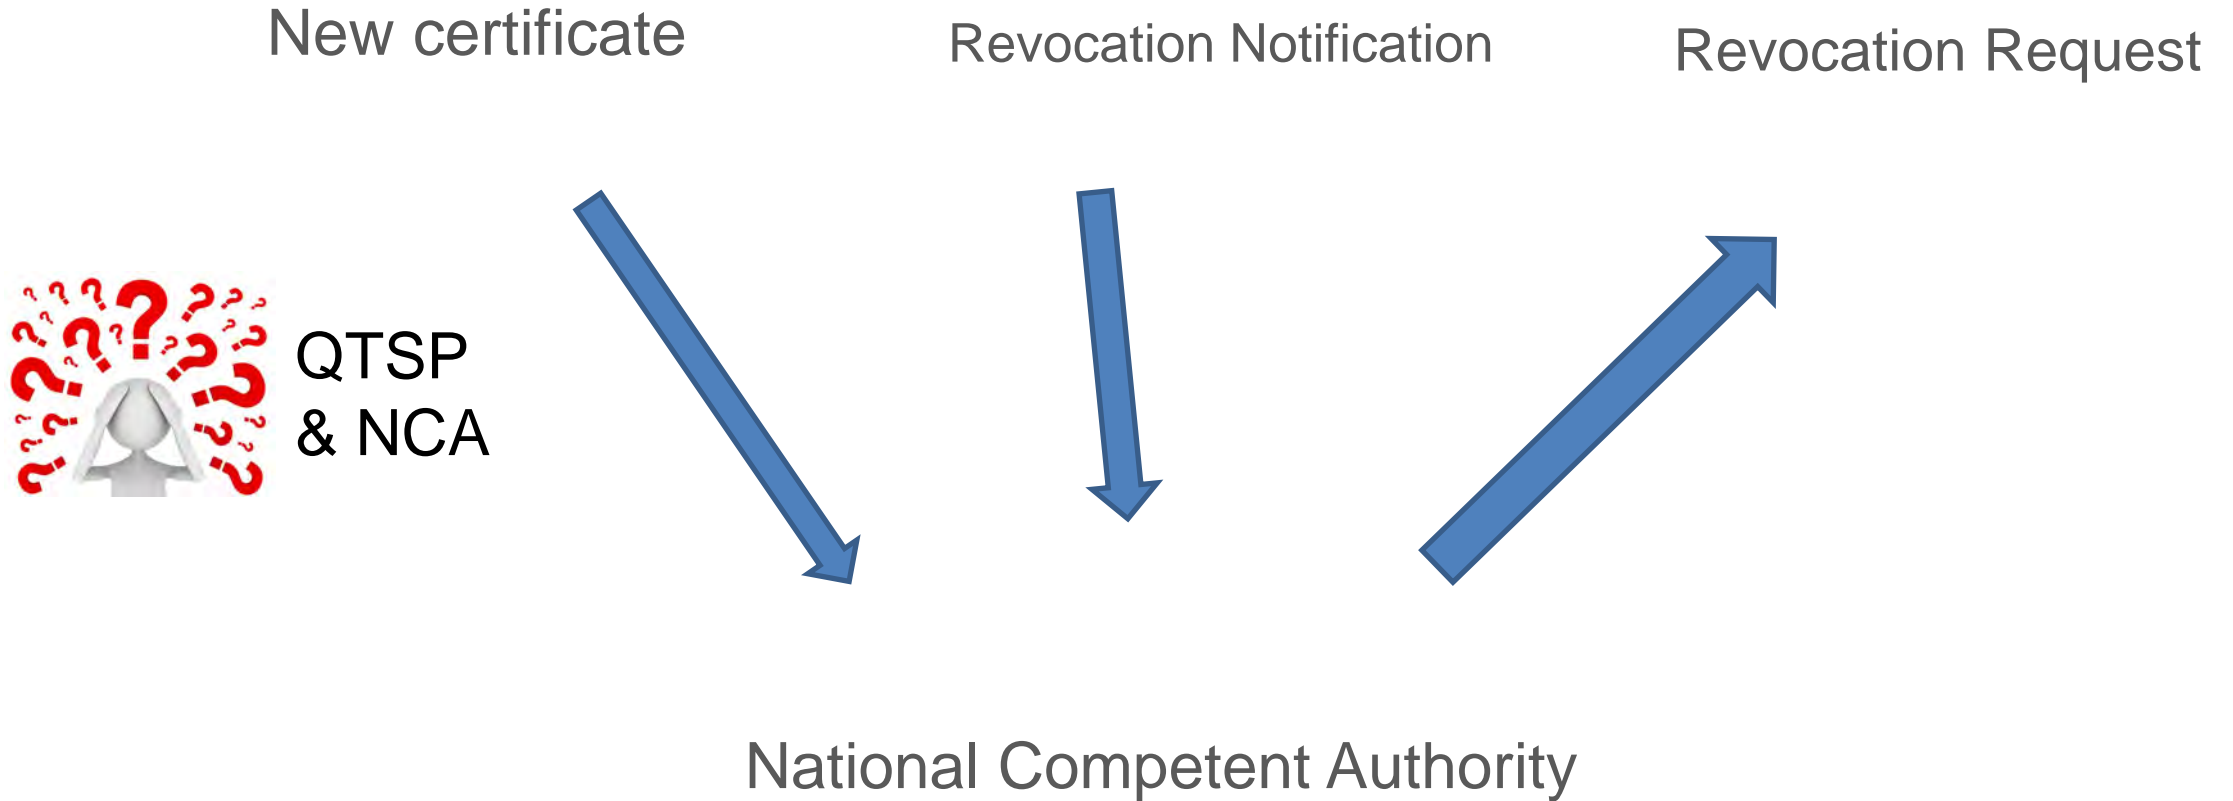 New certificate
Revocation Notification
Revocation Request
QTSP
& NCA
National Competent Authority